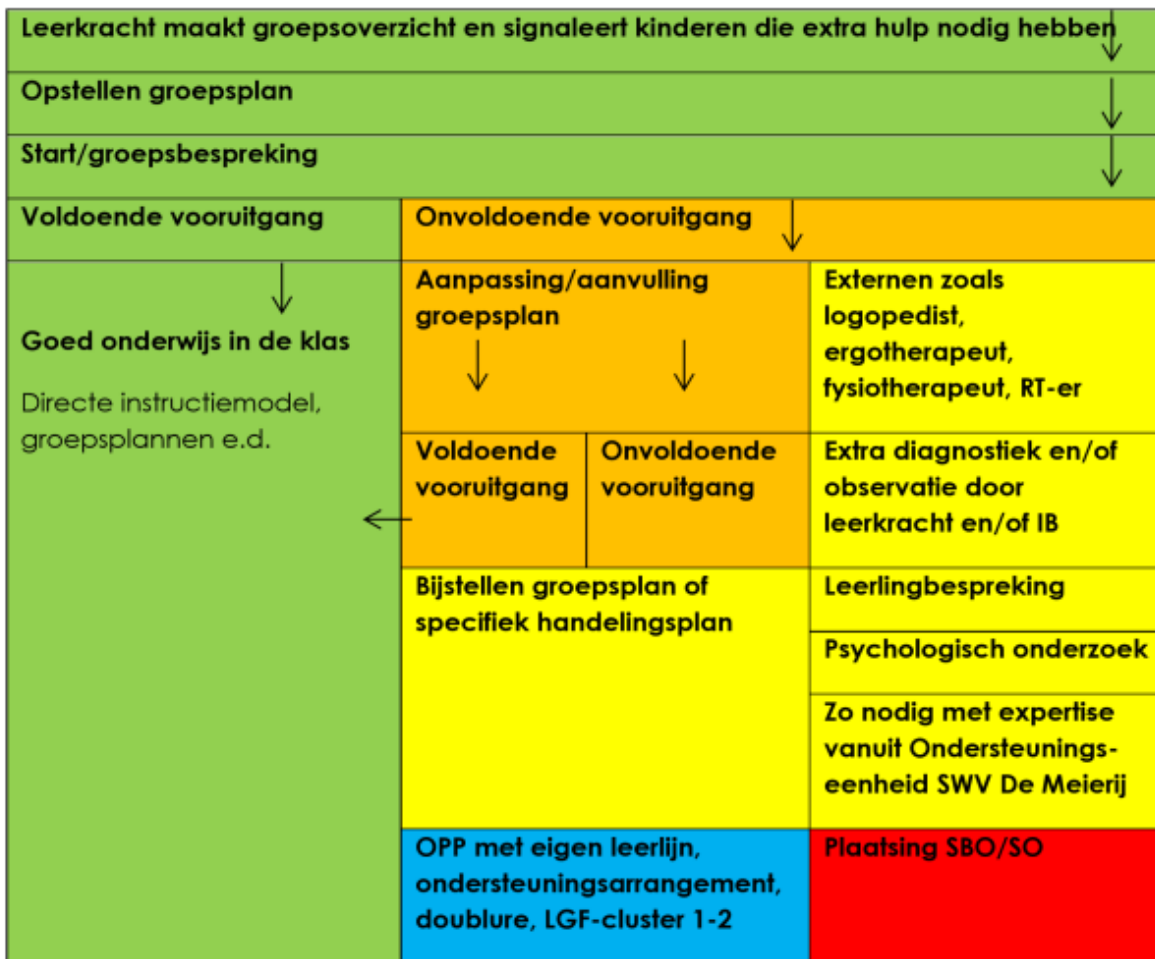 Leerkracht maakt groepsoverzicht en signaleert kinderen die extra hulp nodig hebben
Opstellen groepsplan
Start/groepsbespreking
Voldoende vooruitgang
Onvoldoende vooruitgang
Goed onderwijs in de klas
Directe instructiemodel,
groepsplannen e.d.
Aanpassing/aanvulling
groepsplan
Externen zoals
logopedist,
ergotherapeut,
fysiotherapeut, RT-er
Voldoende
vooruitgang
Onvoldoende
vooruitgang
Extra diagnostiek en/of
observatie door
leerkracht en/of IB
Bijstellen groepsplan of
specifiek handelingsplan
Leerlingbespreking
Psychologisch onderzoek
Zo nodig met expertise
vanuit Ondersteunings-
eenheid SWV De Meierij
OPP met eigen leerlijn,
ondersteuningsarrangement,
doublure, LGF-cluster 1-2
Plaatsing SBO/SO